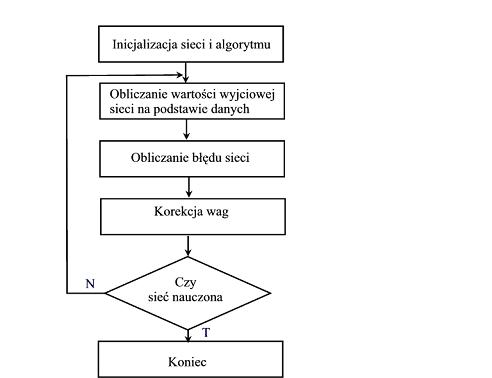 Inicjalizacja sieci i algorytmu
Obliczanie wartości wyjciowej
sieci na podstawie danych
Obliczanie błędu sieci
Korekcja wag
Czy
sieć nauczona
N
T
Koniec